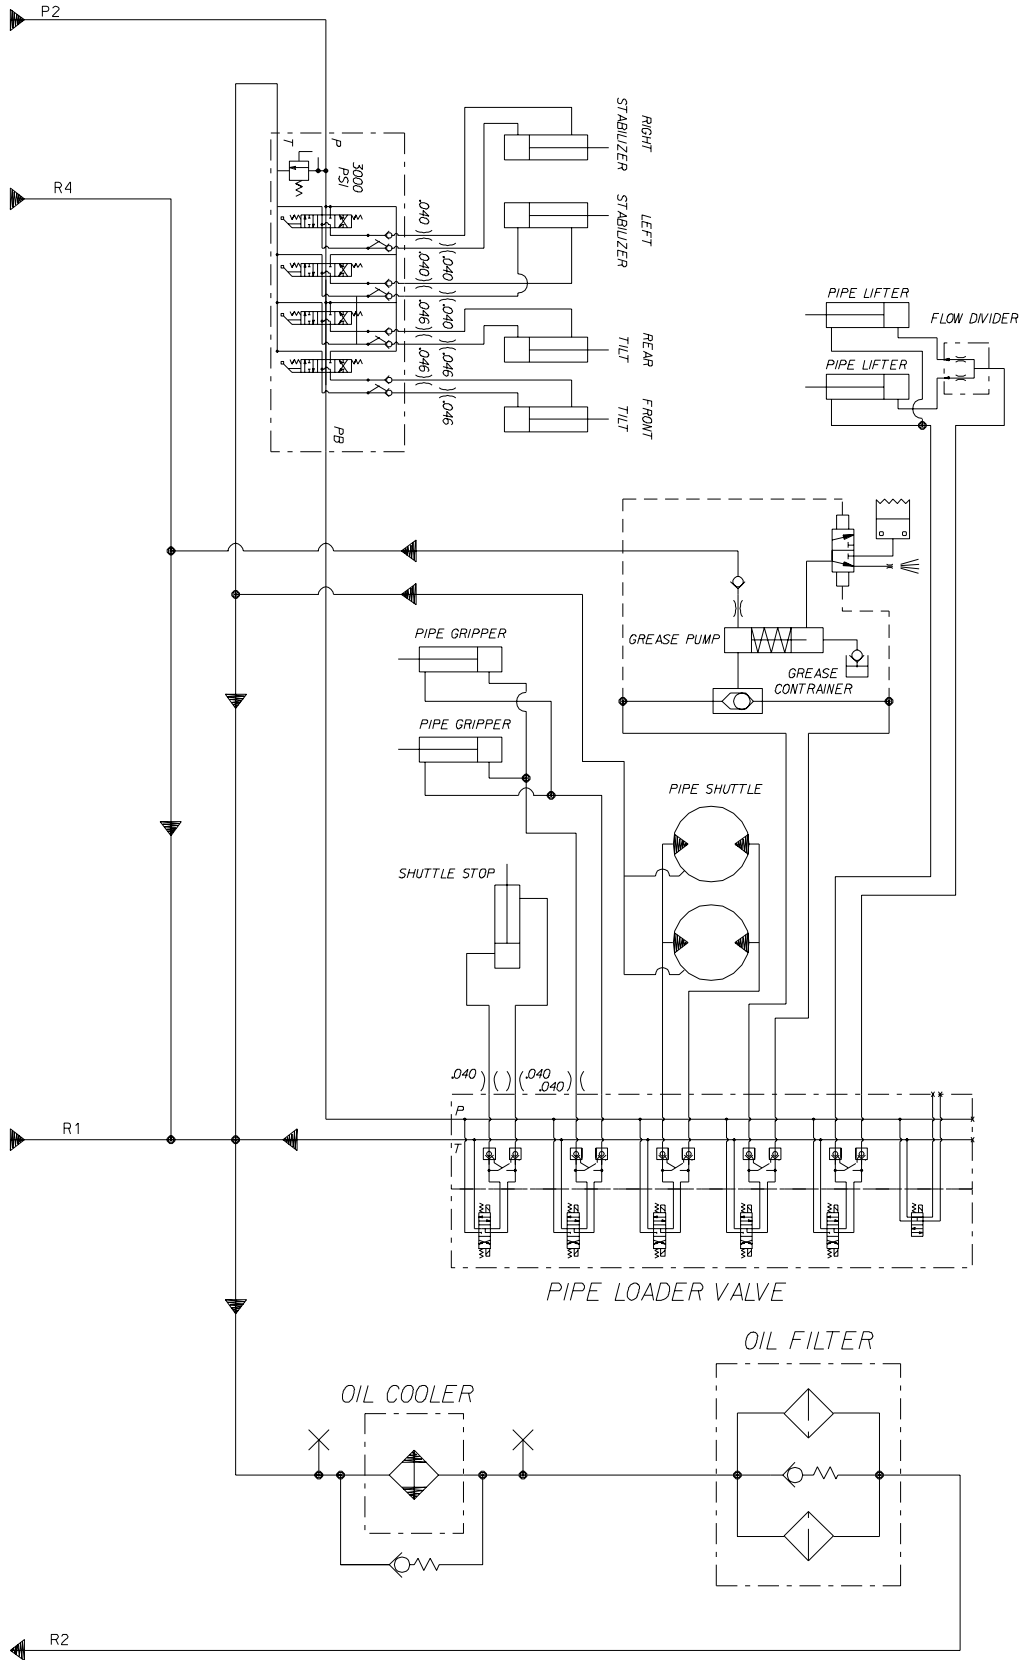 P2
R4
RIGHT
STABILIZER
LEFT
STABILIZER
REAR
TILT
FRONT
TILT
P
T
3000
PSI
.040
.040
.040
.040
.046
.046
.046
.046
PB
PIPE LIFTER
FLOW DIVIDER
PIPE LIFTER
PIPE GRIPPER
GREASE PUMP
GREASE
CONTRAINER
PIPE GRIPPER
PIPE SHUTTLE
SHUTTLE STOP
.040
.040
.040
P
R1
T
PIPE LOADER VALVE
OIL FILTER
OIL COOLER
R2